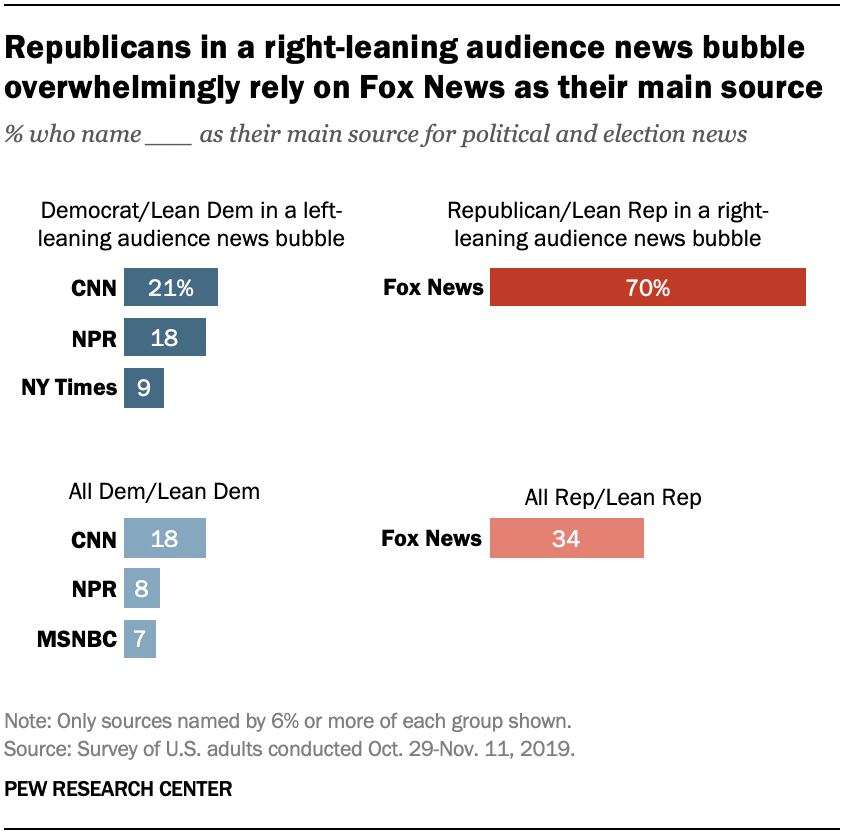 Republicans in a right-leaning audience news bubble
overwhelmingly rely on Fox News as their main source
% who name ____ as their main source for political and election news
Democrat/Lean Dem in a left-
leaning audience news bubble
CNN 21%
NPR 18
NY Times 9
Republican/Lean Rep in a right-
leaning audience news bubble
Fox News 70%
All Dem/Lean Dem
CNN 18
NPR 8
MSNBC 7
All Rep/Lean Rep
Fox News 34
Note: Only sources named by 6% or more of each group shown.
Source: Survey of U.S. adults conducted Oct. 29-Nov. 11, 2019.
PEW RESEARCH CENTER